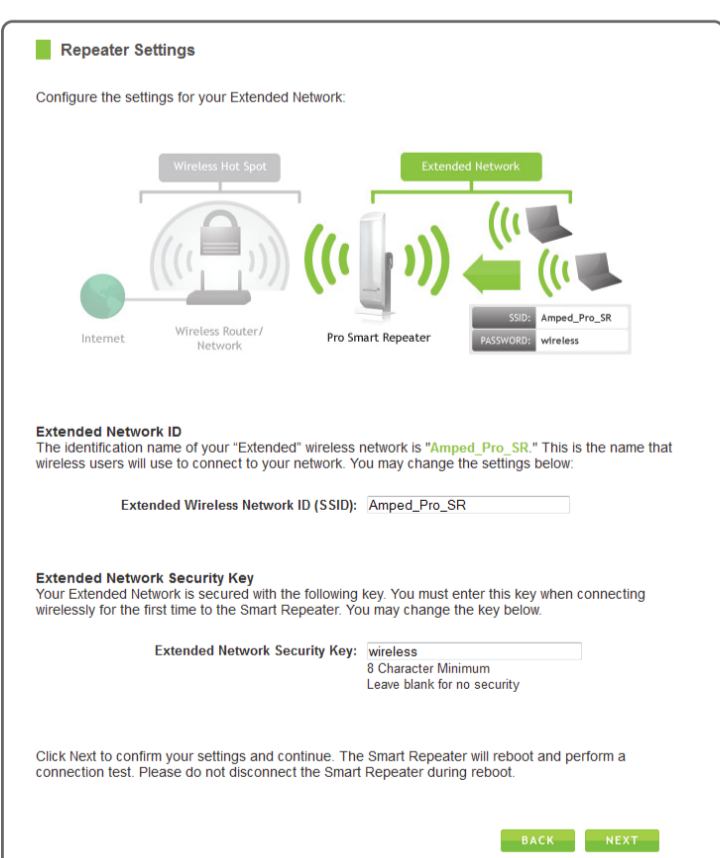 Repeater Settings
Configure the settings for your Extended Network:
Wireless Hot Spot
Extended Network
Internet
Wireless Router/
Network
Pro Smart Repeater
SSID: Amped_Pro_SR
PASSWORD: wireless
Extended Network ID
The identification name of your “Extended” wireless network is "Amped_Pro_SR." This is the name that
wireless users will use to connect to your network. You may change the settings below:
Extended Wireless Network ID (SSID): Amped_Pro_SR
Extended Network Security Key
Your Extended Network is secured with the following key. You must enter this key when connecting
wirelessly for the first time to the Smart Repeater. You may change the key below.
Extended Network Security Key: wireless
8 Character Minimum
Leave blank for no security
Click Next to confirm your settings and continue. The Smart Repeater will reboot and perform a
connection test. Please do not disconnect the Smart Repeater during reboot.
BACK NEXT